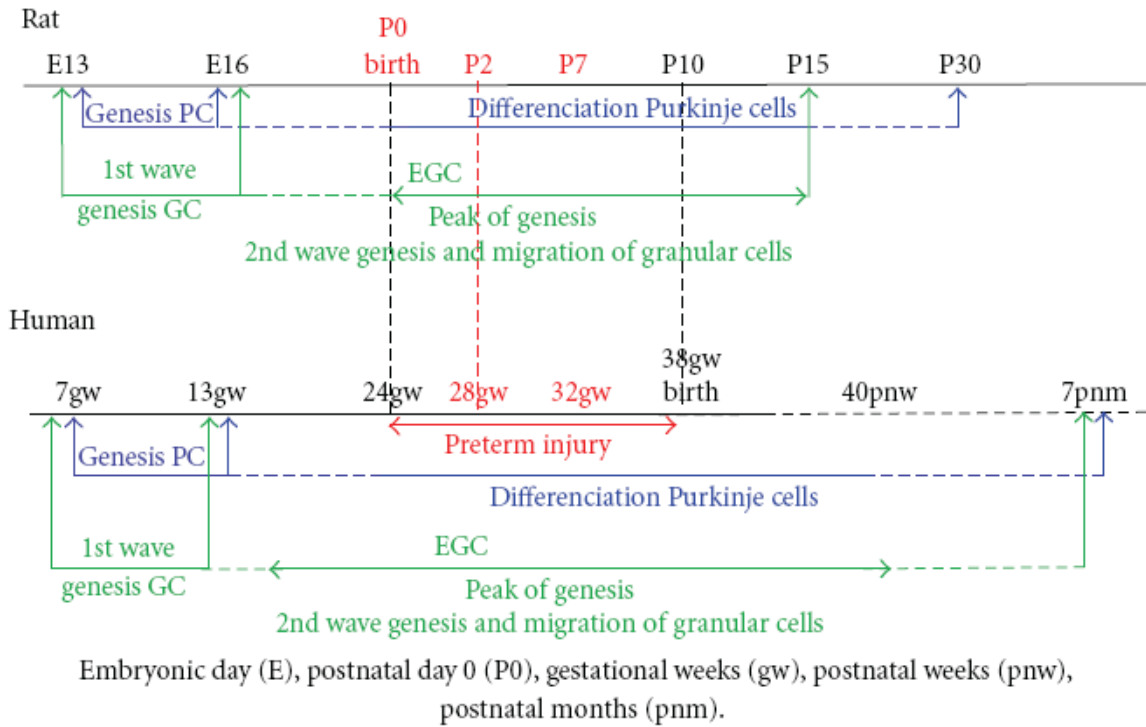 Rat
P0
E13 E16 birth P2 P7 P10 P15 P30
Genesis PC Differenciation Purkinje cells
1st wave EGC
genesis GC Peak of genesis
2nd wave genesis and migration of granular cells
Human
38gw
7gw 13gw 24gw 28gw 32gw birth 40pnw 7pnm
Preterm injury
Genesis PC Differenciation Purkinje cells
1st wave EGC
genesis GC Peak of genesis
2nd wave genesis and migration of granular cells
Embryonic day (E), postnatal day 0 (P0), gestational weeks (gw), postnatal weeks (pnw),
postnatal months (pnm).